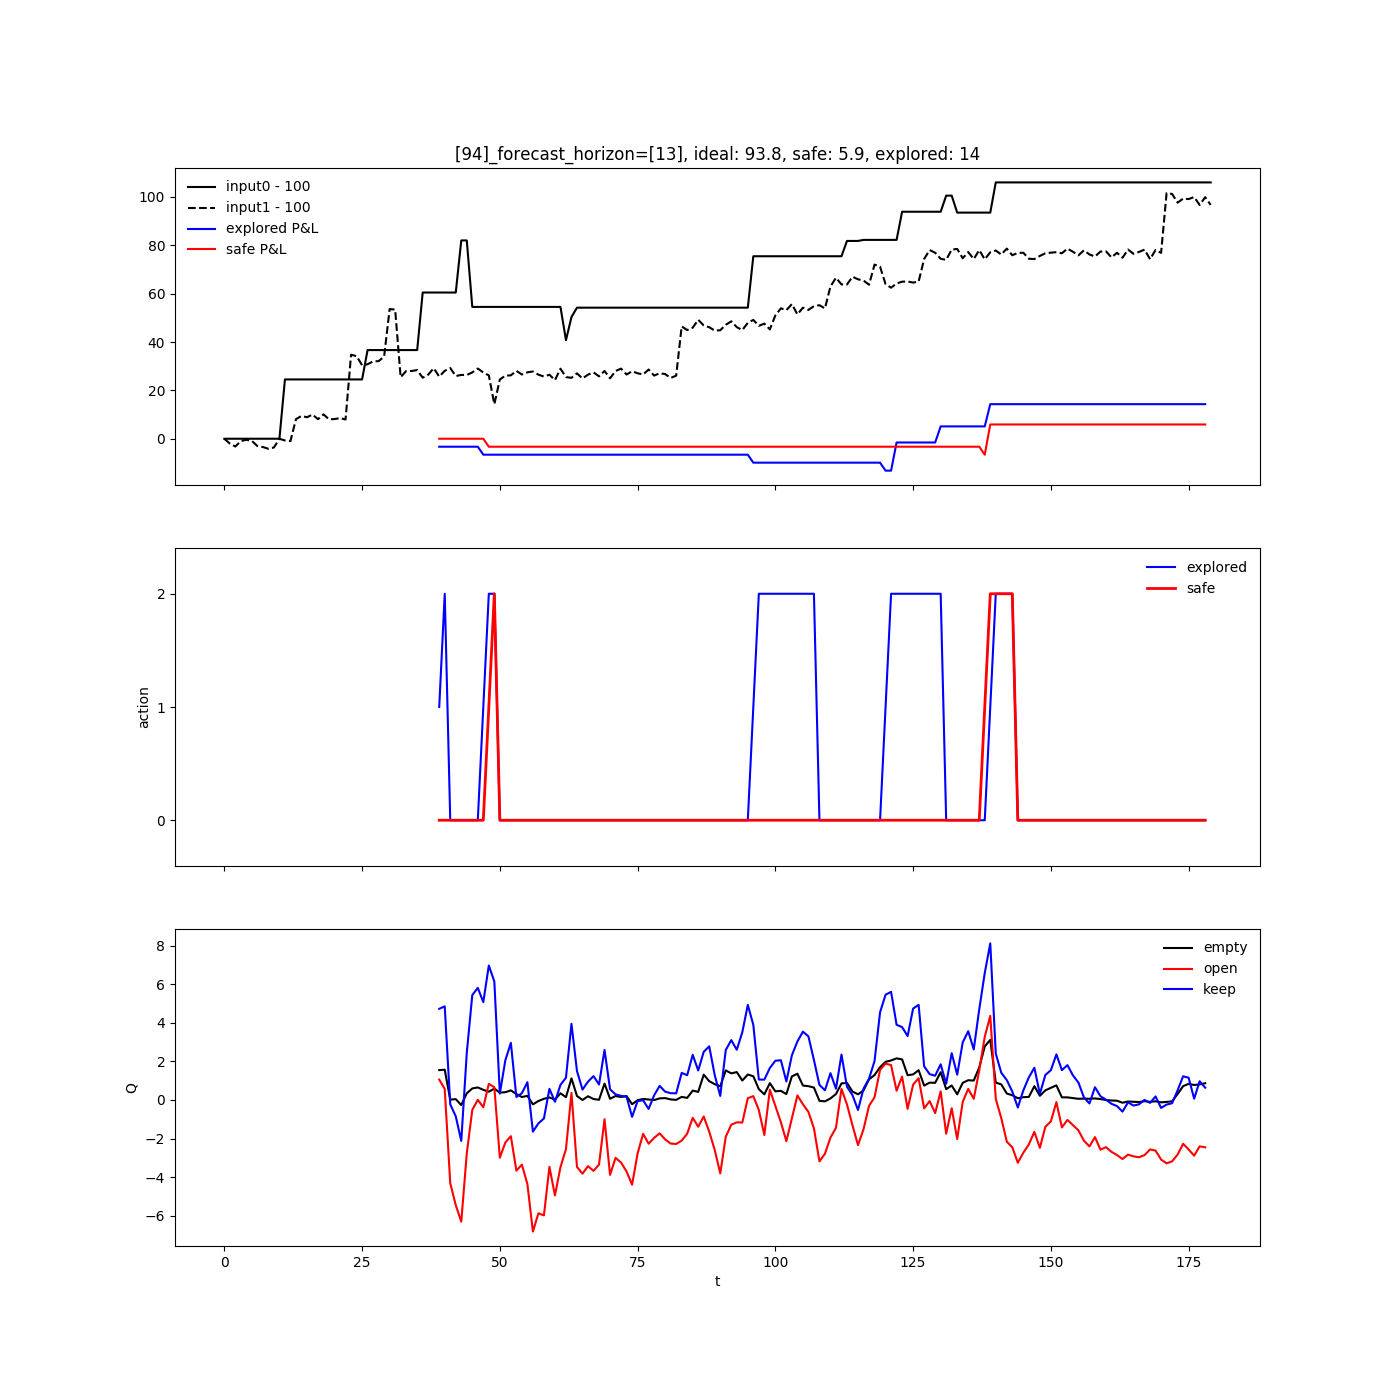 [94]_forecast_horizon=[13], ideal: 93.8, safe: 5.9, explored: 14
input0 - 100
input1 - 100
explored P&L
safe P&L
100
80
60
40
20
0
explored
safe
action
2
1
0
empty
open
keep
Q
8
6
4
2
0
−2
−4
−6
0 25 50 75 100 125 150 175
t